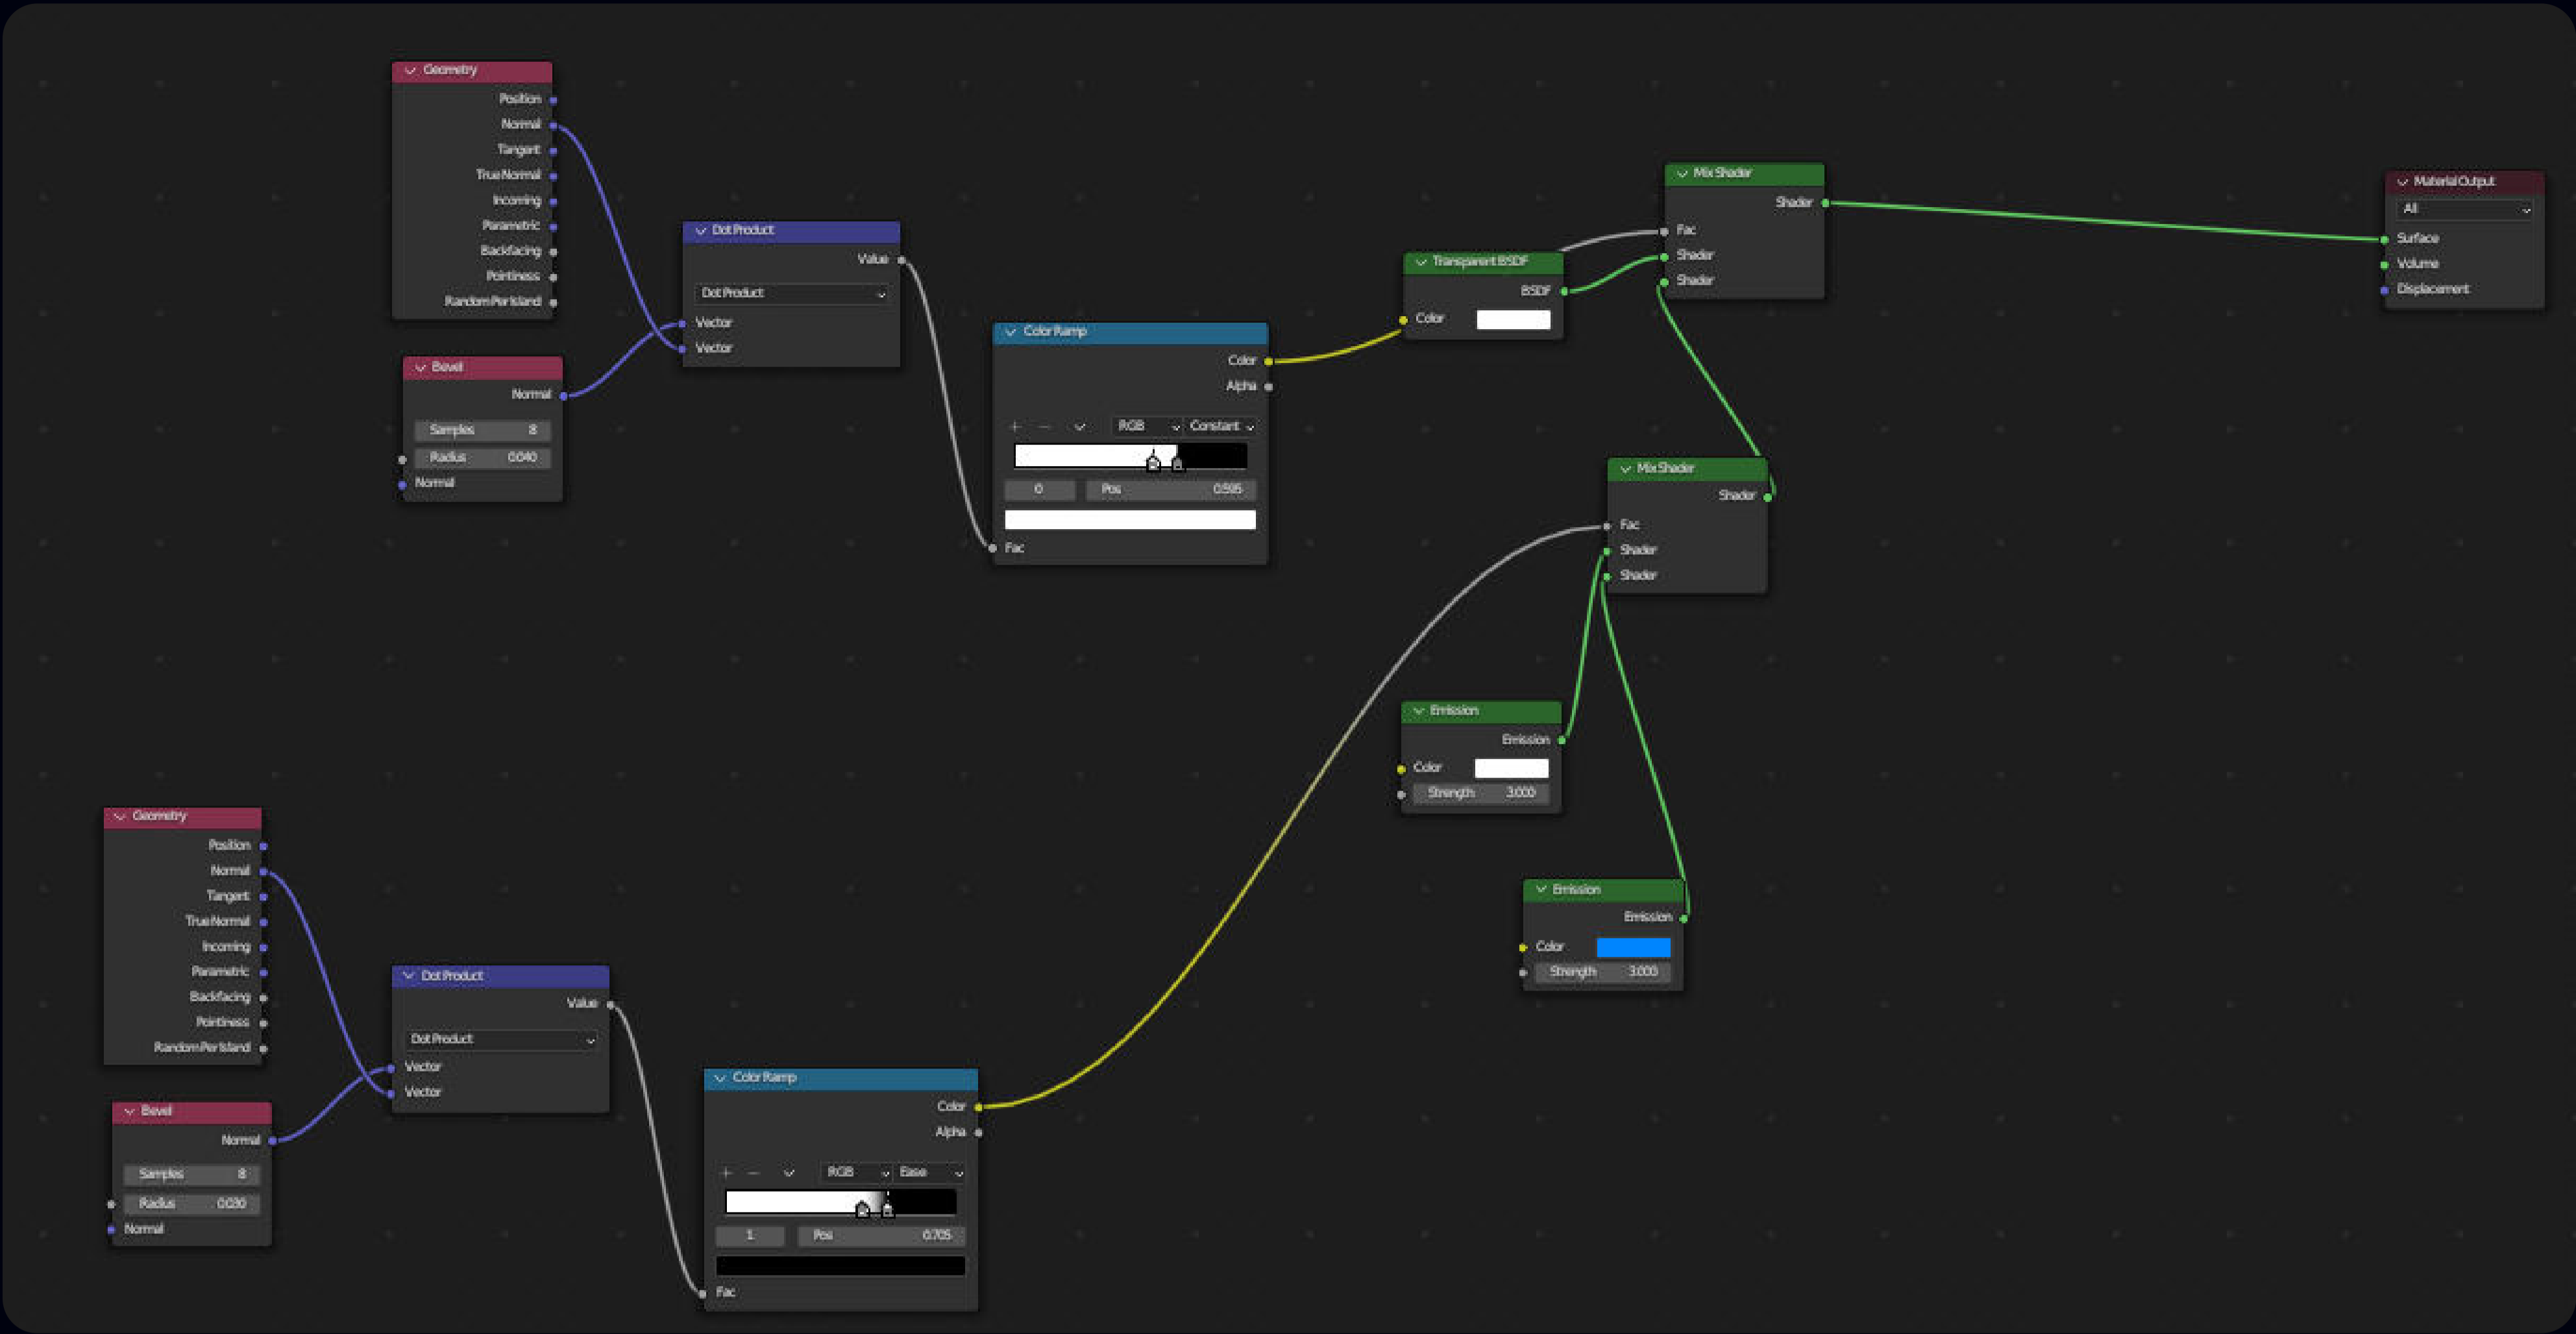 Geometry
Position
Normal
Tangent
True Normal
Incoming
Parametric
Backfacing
Pointiness
Random Per Island
Bevel
Normal
Samples 8
Radius 0.040
Normal
Dot Product
Value
Dot Product
Vector
Vector
Color Ramp
Color
Alpha
+ − RGB Constant
0 Pos 0.595
Fac
Transparent BSDF
BSDF
Color
Mix Shader
Shader
Fac
Shader
Shader
Material Output
All
Surface
Volume
Displacement
Mix Shader
Shader
Fac
Shader
Shader
Emission
Emission
Color
Strength 3.000
Emission
Emission
Color
Strength 3.000
Geometry
Position
Normal
Tangent
True Normal
Incoming
Parametric
Backfacing
Pointiness
Random Per Island
Bevel
Normal
Samples 8
Radius 0.030
Normal
Dot Product
Value
Dot Product
Vector
Vector
Color Ramp
Color
Alpha
+ − RGB Ease
1 Pos 0.705
Fac